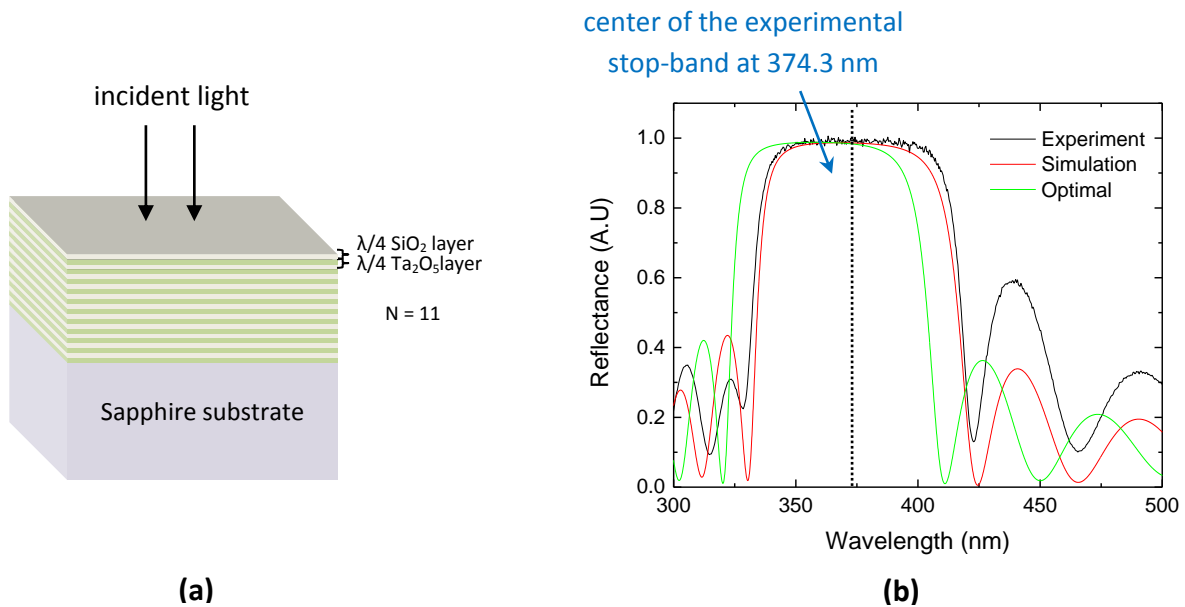 (a)
incident light
λ/4 SiO₂ layer
λ/4 Ta₂O₅layer
N = 11
Sapphire substrate
center of the experimental
stop-band at 374.3 nm
Experiment
Simulation
Optimal
Reflectance (A.U)
1.0
0.8
0.6
0.4
0.2
0.0
300 350 400 450 500
Wavelength (nm)
(b)